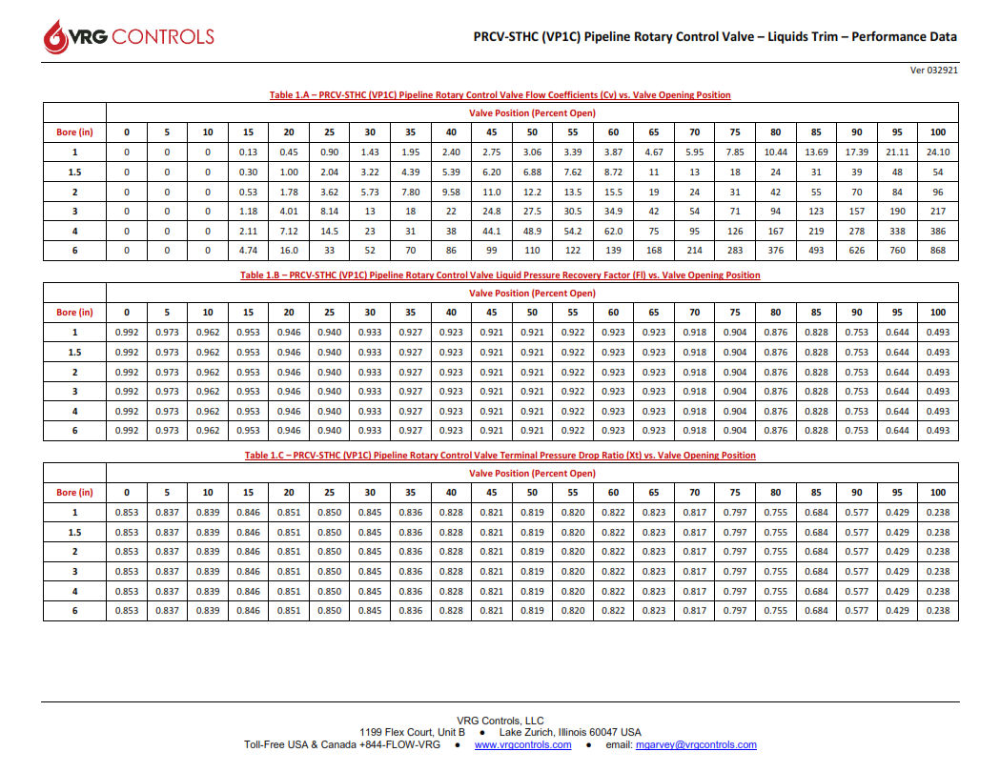 VRG CONTROLS
PRCV-STHC (VP1C) Pipeline Rotary Control Valve – Liquids Trim – Performance Data
Ver 032921
Table 1.A – PRCV-STHC (VP1C) Pipeline Rotary Control Valve Flow Coefficients (Cv) vs. Valve Opening Position
Valve Position (Percent Open)
Bore (in) 0 5 10 15 20 25 30 35 40 45 50 55 60 65 70 75 80 85 90 95 100
1 0 0 0 0.13 0.45 0.90 1.43 1.95 2.40 2.75 3.06 3.39 3.87 4.67 5.95 7.85 10.44 13.69 17.39 21.11 24.10
1.5 0 0 0 0.30 1.00 2.04 3.22 4.39 5.39 6.20 6.88 7.62 8.72 11 13 18 24 31 39 48 54
2 0 0 0 0.53 1.78 3.62 5.73 7.80 9.58 11.0 12.2 13.5 15.5 19 24 31 42 55 70 84 96
3 0 0 0 1.18 4.01 8.14 13 18 22 24.8 27.5 30.5 34.9 42 54 71 94 123 157 190 217
4 0 0 0 2.11 7.12 14.5 23 31 38 44.1 48.9 54.2 62.0 75 95 126 167 219 278 338 386
6 0 0 0 4.74 16.0 33 52 70 86 99 110 122 139 168 214 283 376 493 626 760 868
Table 1.B – PRCV-STHC (VP1C) Pipeline Rotary Control Valve Liquid Pressure Recovery Factor (Fl) vs. Valve Opening Position
Valve Position (Percent Open)
Bore (in) 0 5 10 15 20 25 30 35 40 45 50 55 60 65 70 75 80 85 90 95 100
1 0.992 0.973 0.962 0.953 0.946 0.940 0.933 0.927 0.923 0.921 0.921 0.922 0.923 0.923 0.918 0.904 0.876 0.828 0.753 0.644 0.493
1.5 0.992 0.973 0.962 0.953 0.946 0.940 0.933 0.927 0.923 0.921 0.921 0.922 0.923 0.923 0.918 0.904 0.876 0.828 0.753 0.644 0.493
2 0.992 0.973 0.962 0.953 0.946 0.940 0.933 0.927 0.923 0.921 0.921 0.922 0.923 0.923 0.918 0.904 0.876 0.828 0.753 0.644 0.493
3 0.992 0.973 0.962 0.953 0.946 0.940 0.933 0.927 0.923 0.921 0.921 0.922 0.923 0.923 0.918 0.904 0.876 0.828 0.753 0.644 0.493
4 0.992 0.973 0.962 0.953 0.946 0.940 0.933 0.927 0.923 0.921 0.921 0.922 0.923 0.923 0.918 0.904 0.876 0.828 0.753 0.644 0.493
6 0.992 0.973 0.962 0.953 0.946 0.940 0.933 0.927 0.923 0.921 0.921 0.922 0.923 0.923 0.918 0.904 0.876 0.828 0.753 0.644 0.493
Table 1.C – PRCV-STHC (VP1C) Pipeline Rotary Control Valve Terminal Pressure Drop Ratio (Xt) vs. Valve Opening Position
Valve Position (Percent Open)
Bore (in) 0 5 10 15 20 25 30 35 40 45 50 55 60 65 70 75 80 85 90 95 100
1 0.853 0.837 0.839 0.846 0.851 0.850 0.845 0.836 0.828 0.821 0.819 0.820 0.822 0.823 0.817 0.797 0.755 0.684 0.577 0.429 0.238
1.5 0.853 0.837 0.839 0.846 0.851 0.850 0.845 0.836 0.828 0.821 0.819 0.820 0.822 0.823 0.817 0.797 0.755 0.684 0.577 0.429 0.238
2 0.853 0.837 0.839 0.846 0.851 0.850 0.845 0.836 0.828 0.821 0.819 0.820 0.822 0.823 0.817 0.797 0.755 0.684 0.577 0.429 0.238
3 0.853 0.837 0.839 0.846 0.851 0.850 0.845 0.836 0.828 0.821 0.819 0.820 0.822 0.823 0.817 0.797 0.755 0.684 0.577 0.429 0.238
4 0.853 0.837 0.839 0.846 0.851 0.850 0.845 0.836 0.828 0.821 0.819 0.820 0.822 0.823 0.817 0.797 0.755 0.684 0.577 0.429 0.238
6 0.853 0.837 0.839 0.846 0.851 0.850 0.845 0.836 0.828 0.821 0.819 0.820 0.822 0.823 0.817 0.797 0.755 0.684 0.577 0.429 0.238
VRG Controls, LLC
1199 Flex Court, Unit B ● Lake Zurich, Illinois 60047 USA
Toll-Free USA & Canada +844-FLOW-VRG ● www.vrgcontrols.com ● email: mgarvey@vrgcontrols.com